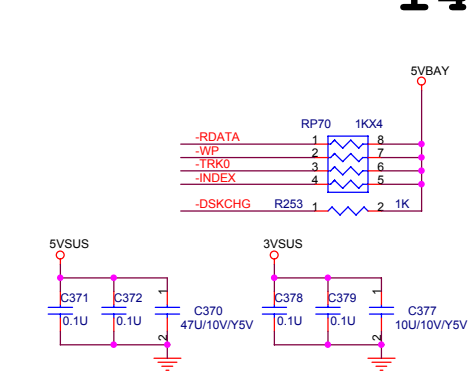 5VBAY
RP70 1KX4
-RDATA 1 8
-WP 2 7
-TRK0 3 6
-INDEX 4 5
-DSKCHG R253 1 2 1K
5VSUS 3VSUS
C371 C372 1 C378 C379 1
C370 C377
0.1U 0.1U 47U/10V/Y5V 0.1U 0.1U 10U/10V/Y5V
2 2